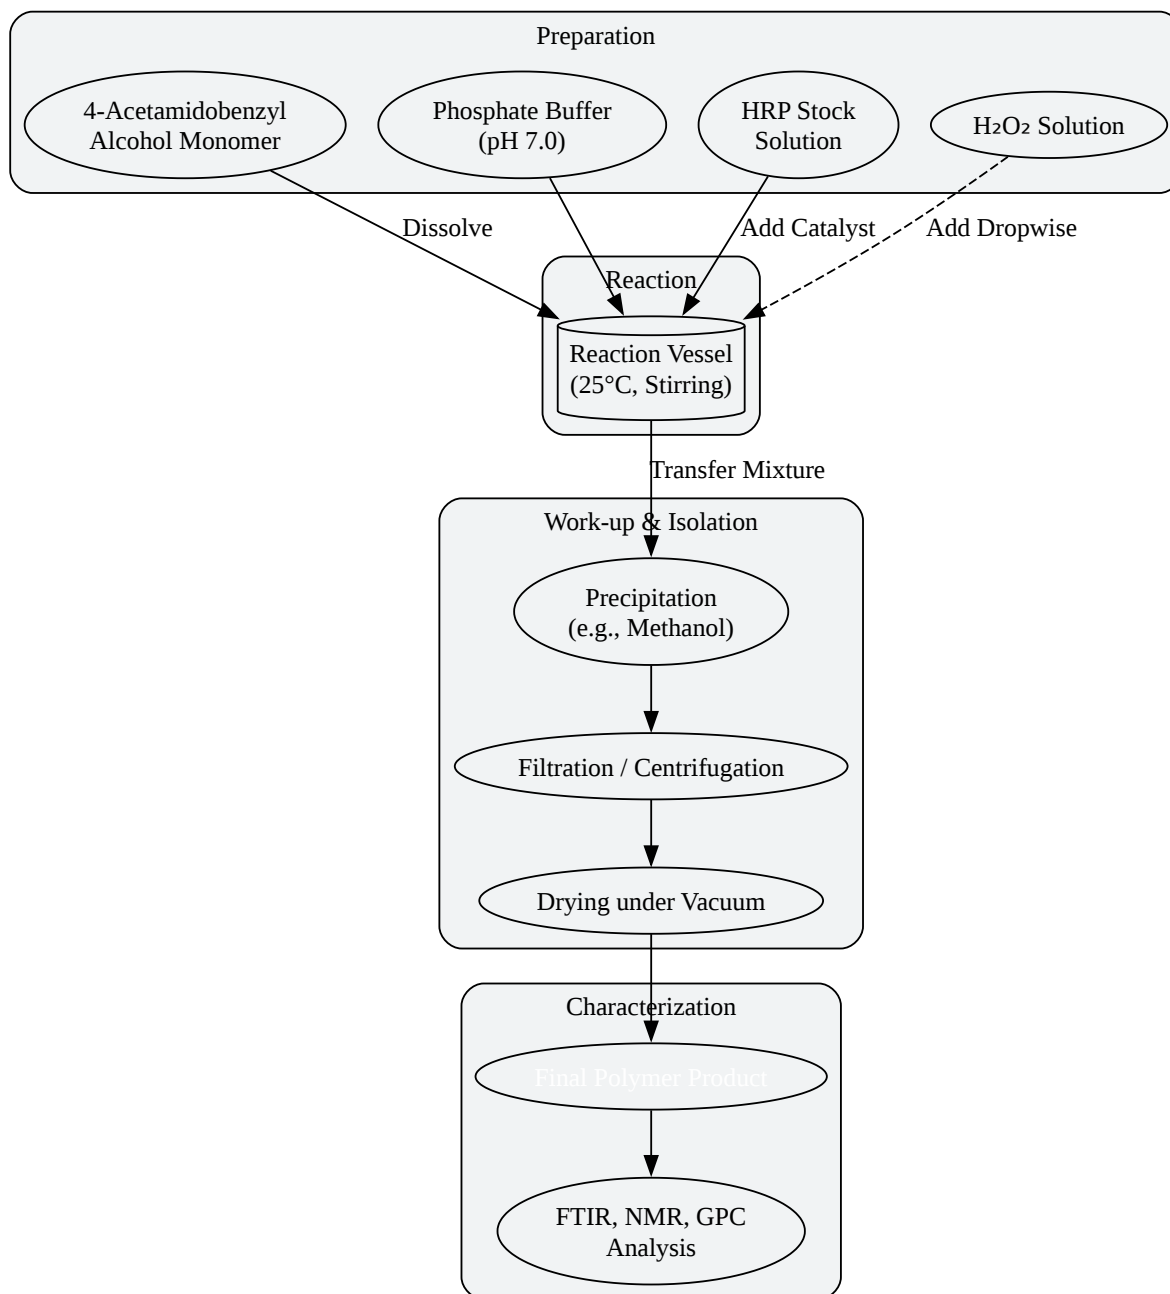 Preparation
4-Acetamidobenzyl
Alcohol Monomer
Phosphate Buffer
(pH 7.0)
HRP Stock
Solution
H₂O₂ Solution
Dissolve
Add Catalyst
Add Dropwise
Reaction
Reaction Vessel
(25°C, Stirring)
Transfer Mixture
Work-up & Isolation
Precipitation
(e.g., Methanol)
Filtration / Centrifugation
Drying under Vacuum
Characterization
Final Polymer Product
FTIR, NMR, GPC
Analysis